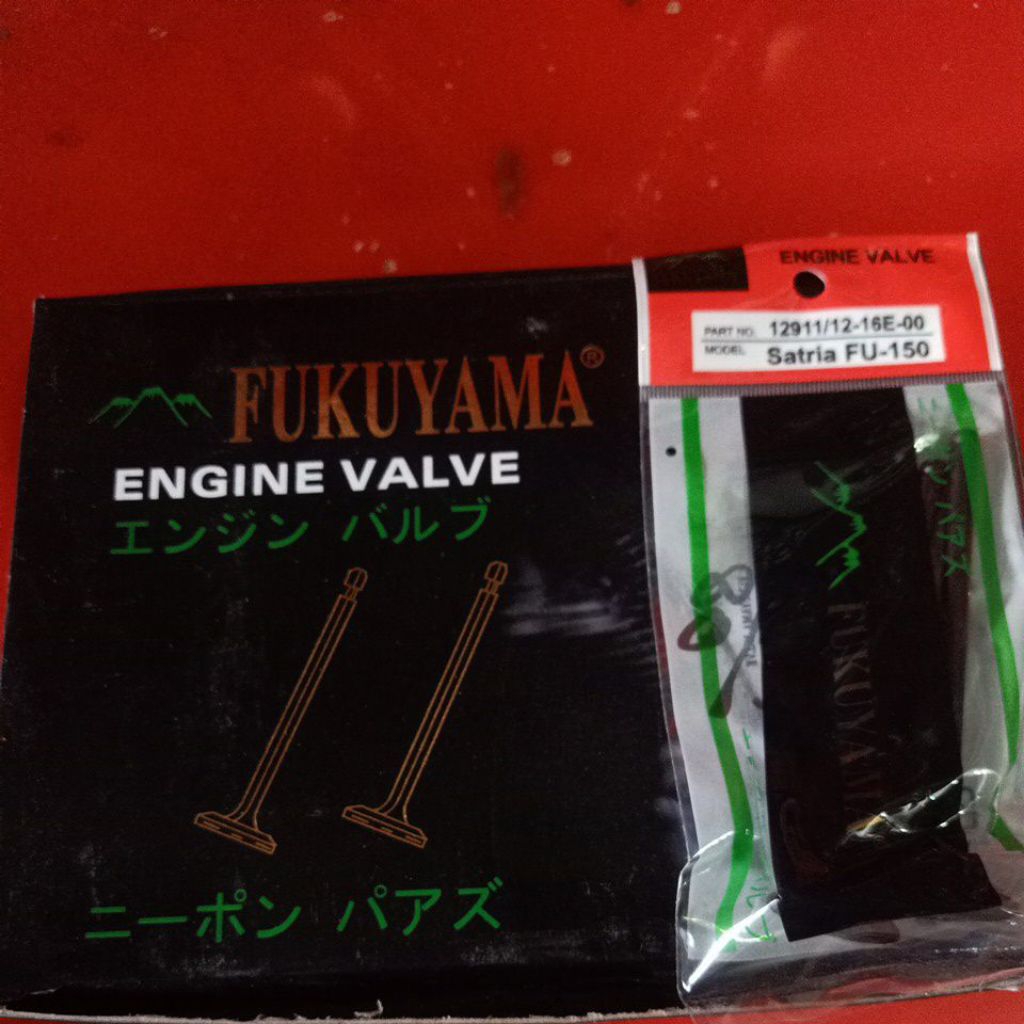 FUKUYAMA®
ENGINE VALVE
エンジン バルブ
ニーポン パアズ
ENGINE VALVE
PART NO. 12911/12-16E-00
MODEL Satria FU-150
FUKUYAMA